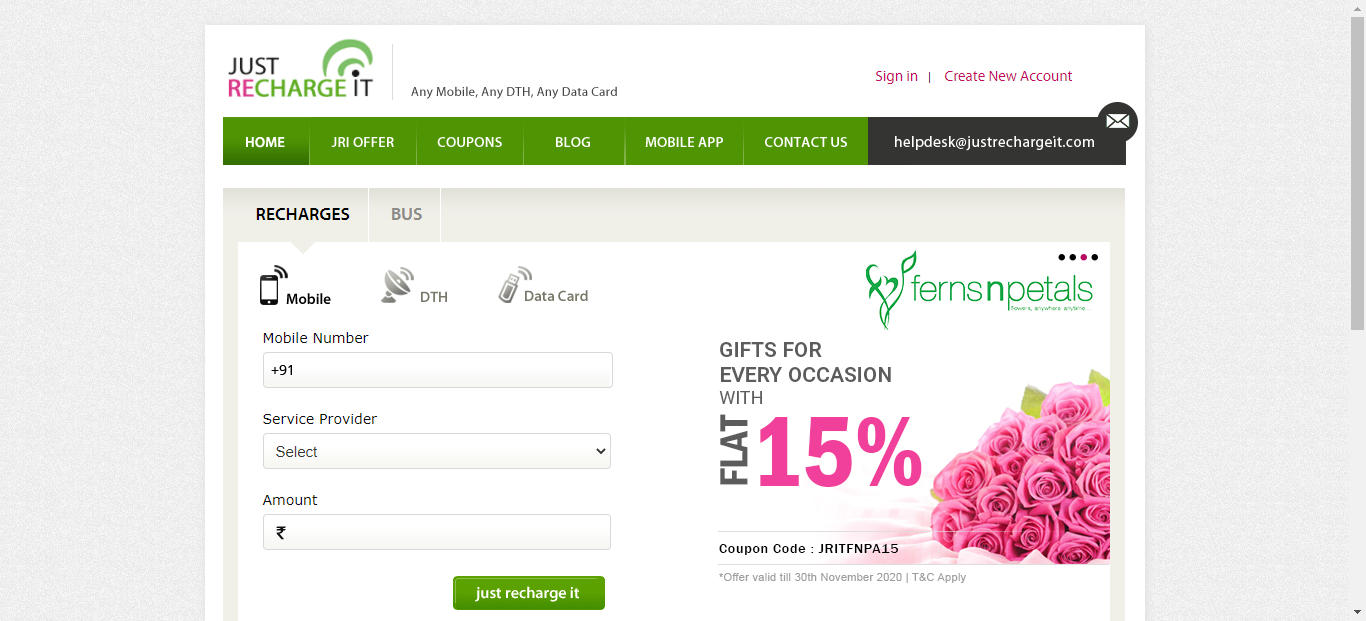 JUST
RECHARGE IT
Any Mobile, Any DTH, Any Data Card
Sign in | Create New Account
HOME JRI OFFER COUPONS BLOG MOBILE APP CONTACT US helpdesk@justrechargeit.com
RECHARGES BUS
Mobile DTH Data Card
fernsnpetals
flowers, anywhere anytime...
Mobile Number
+91
Service Provider
Select
Amount
₹
just recharge it
GIFTS FOR
EVERY OCCASION
WITH
FLAT 15%
Coupon Code : JRITFNPA15
*Offer valid till 30th November 2020 | T&C Apply